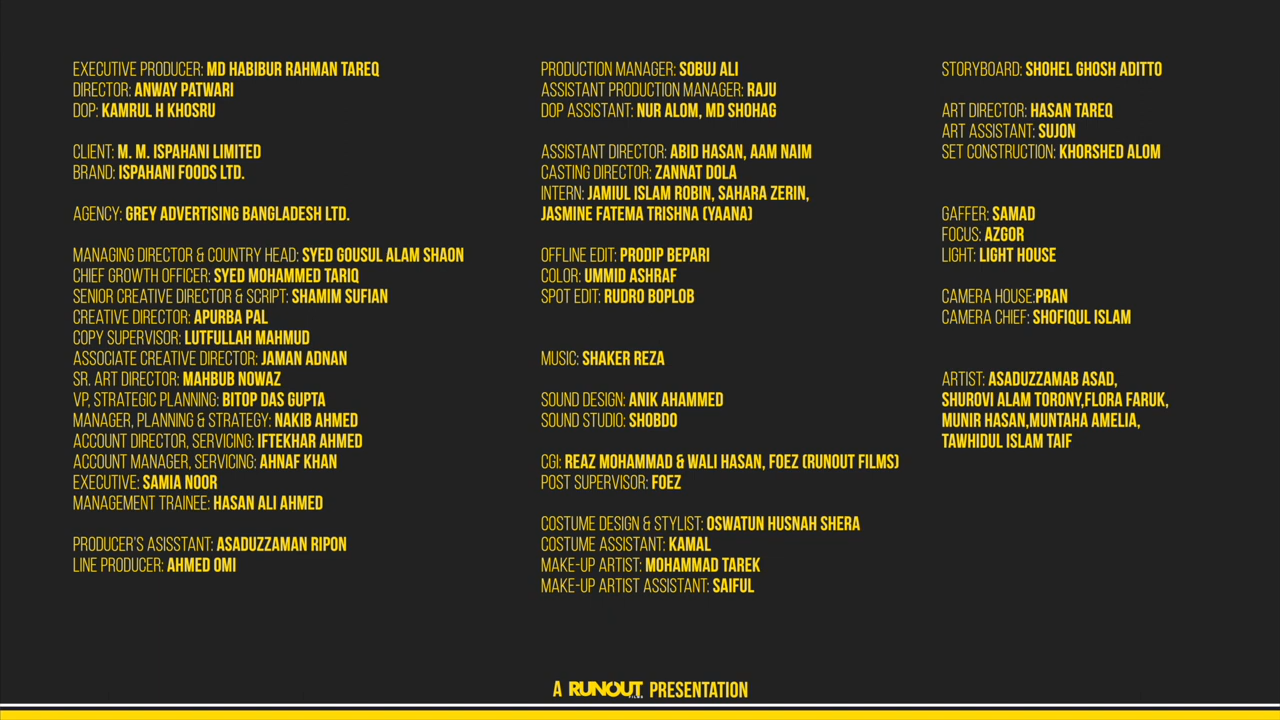 EXECUTIVE PRODUCER: MD HABIBUR RAHMAN TAREQ
DIRECTOR: ANWAY PATWARI
DOP: KAMRUL H KHOSRU
CLIENT: M. M. ISPAHANI LIMITED
BRAND: ISPAHANI FOODS LTD.
AGENCY: GREY ADVERTISING BANGLADESH LTD.
MANAGING DIRECTOR & COUNTRY HEAD: SYED GOUSUL ALAM SHAON
CHIEF GROWTH OFFICER: SYED MOHAMMED TARIQ
SENIOR CREATIVE DIRECTOR & SCRIPT: SHAMIM SUFIAN
CREATIVE DIRECTOR: APURBA PAL
COPY SUPERVISOR: LUTFULLAH MAHMUD
ASSOCIATE CREATIVE DIRECTOR: JAMAN ADNAN
SR. ART DIRECTOR: MAHBUB NOWAZ
VP, STRATEGIC PLANNING: BITOP DAS GUPTA
MANAGER, PLANNING & STRATEGY: NAKIB AHMED
ACCOUNT DIRECTOR, SERVICING: IFTEKHAR AHMED
ACCOUNT MANAGER, SERVICING: AHNAF KHAN
EXECUTIVE: SAMIA NOOR
MANAGEMENT TRAINEE: HASAN ALI AHMED
PRODUCER'S ASISSTANT: ASADUZZAMAN RIPON
LINE PRODUCER: AHMED OMI
PRODUCTION MANAGER: SOBUJ ALI
ASSISTANT PRODUCTION MANAGER: RAJU
DOP ASSISTANT: NUR ALOM, MD SHOHAG
ASSISTANT DIRECTOR: ABID HASAN, AAM NAIM
CASTING DIRECTOR: ZANNAT DOLA
INTERN: JAMIUL ISLAM ROBIN, SAHARA ZERIN,
JASMINE FATEMA TRISHNA (YAANA)
OFFLINE EDIT: PRODIP BEPARI
COLOR: UMMID ASHRAF
SPOT EDIT: RUDRO BOPLOB
MUSIC: SHAKER REZA
SOUND DESIGN: ANIK AHAMMED
SOUND STUDIO: SHOBDO
CGI: REAZ MOHAMMAD & WALI HASAN, FOEZ (RUNOUT FILMS)
POST SUPERVISOR: FOEZ
COSTUME DESIGN & STYLIST: OSWATUN HUSNAH SHERA
COSTUME ASSISTANT: KAMAL
MAKE-UP ARTIST: MOHAMMAD TAREK
MAKE-UP ARTIST ASSISTANT: SAIFUL
STORYBOARD: SHOHEL GHOSH ADITTO
ART DIRECTOR: HASAN TAREQ
ART ASSISTANT: SUJON
SET CONSTRUCTION: KHORSHED ALOM
GAFFER: SAMAD
FOCUS: AZGOR
LIGHT: LIGHT HOUSE
CAMERA HOUSE:PRAN
CAMERA CHIEF: SHOFIQUL ISLAM
ARTIST: ASADUZZAMAB ASAD,
SHUROVI ALAM TORONY,FLORA FARUK,
MUNIR HASAN,MUNTAHA AMELIA,
TAWHIDUL ISLAM TAIF
A RUNOUT PRESENTATION